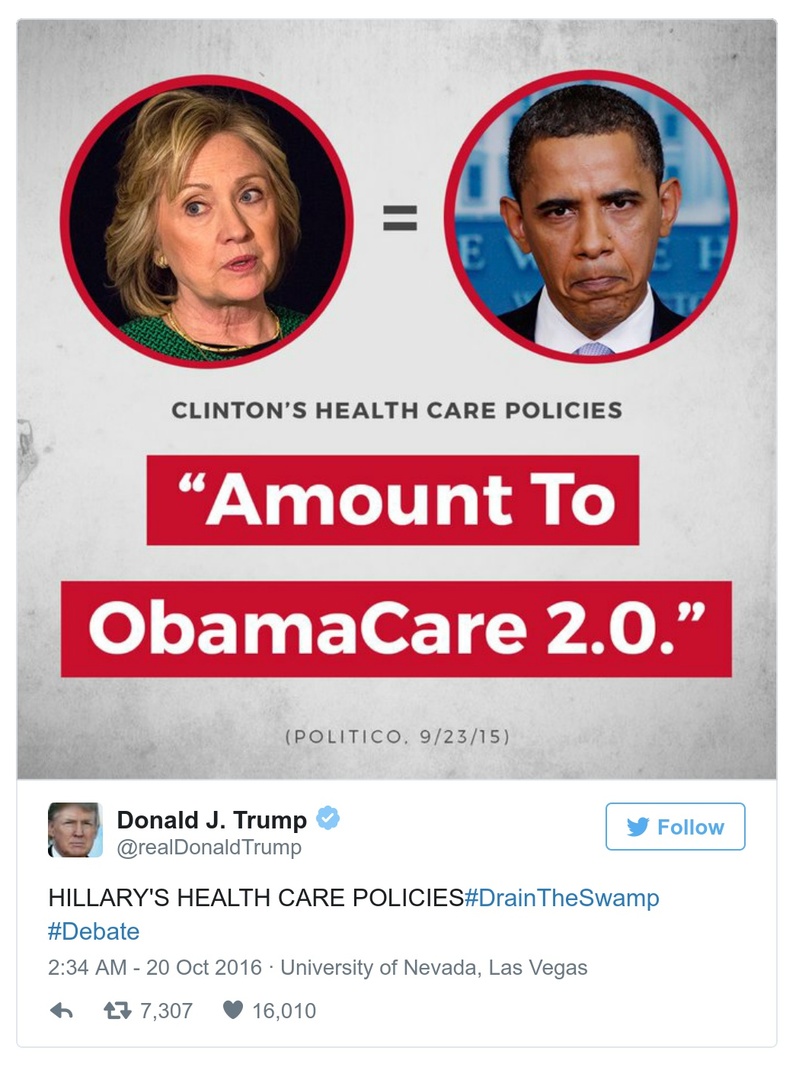 =
CLINTON'S HEALTH CARE POLICIES
“Amount To
ObamaCare 2.0.”
(POLITICO, 9/23/15)
Donald J. Trump
@realDonaldTrump
Follow
HILLARY'S HEALTH CARE POLICIES#DrainTheSwamp
#Debate
2:34 AM - 20 Oct 2016 · University of Nevada, Las Vegas
7,307 16,010